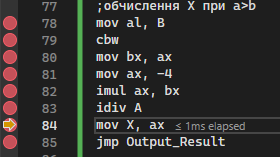 77 ;обчислення X при a>b
78 mov al, B
79 cbw
80 mov bx, ax
81 mov ax, -4
82 imul ax, bx
83 idiv A
84 mov X, ax ≤ 1ms elapsed
85 jmp Output_Result